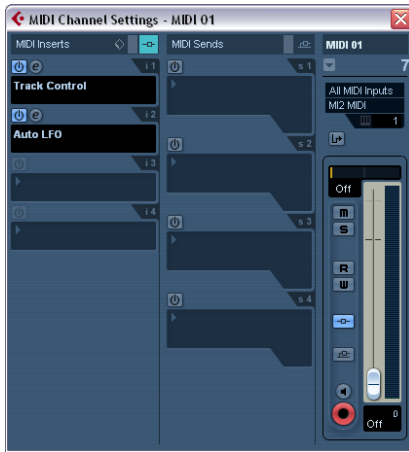 MIDI Channel Settings - MIDI 01
MIDI Inserts
MIDI Sends
MIDI 01
e
i 1
s 1
7
Track Control
All MIDI Inputs
MI2 MIDI
1
e
i 2
Auto LFO
s 2
i 3
Off
m
S
i 4
s 3
R
W
s 4
0
Off